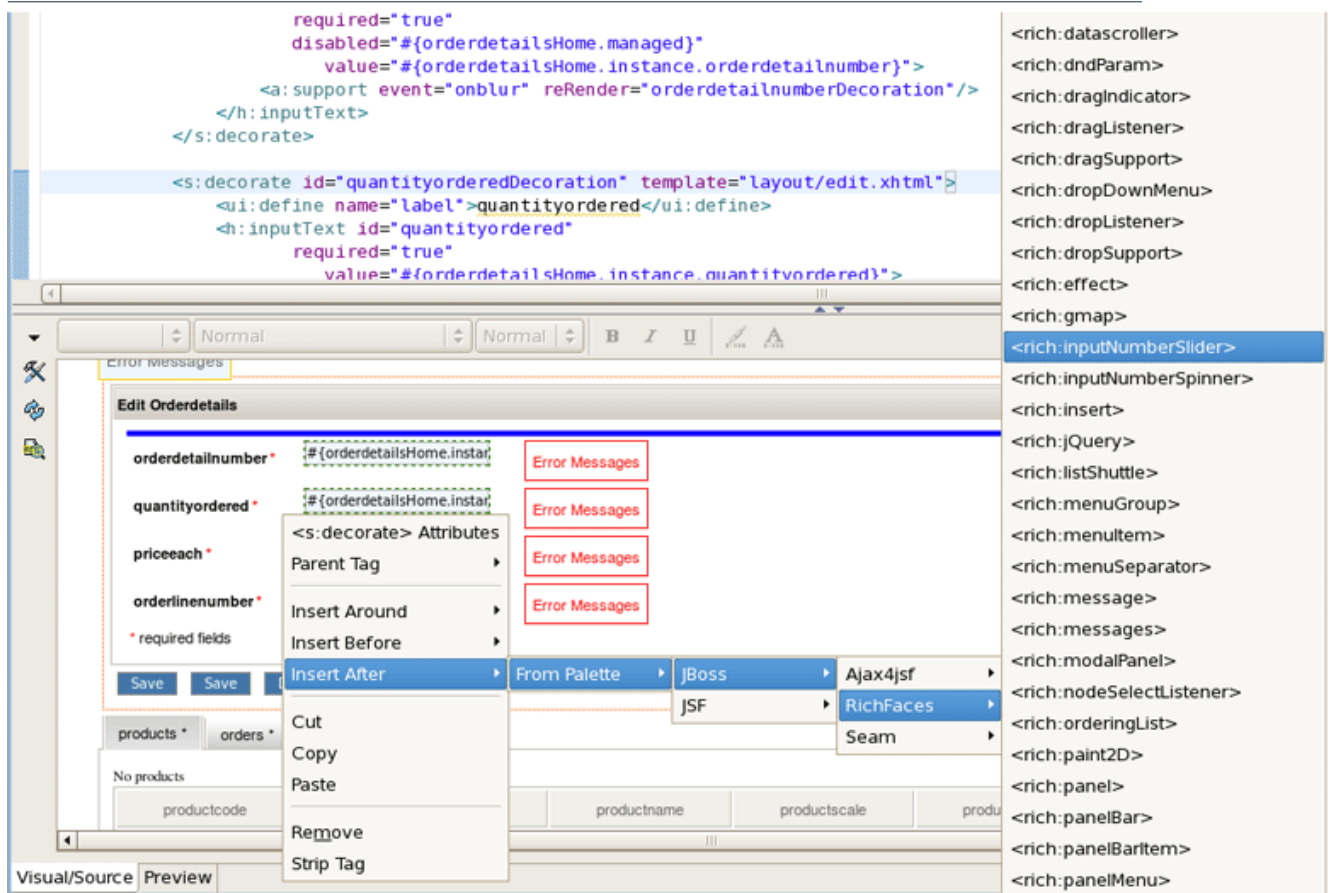 required="true"
disabled="#{orderdetailsHome.managed}"
value="#{orderdetailsHome.instance.orderdetailnumber}">
<a:support event="onblur" reRender="orderdetailnumberDecoration"/>
</h:inputText>
</s:decorate>
<s:decorate id="quantityorderedDecoration" template="layout/edit.xhtml">
<ui:define name="label">quantityordered</ui:define>
<h:inputText id="quantityordered"
required="true"
value="#{orderdetailsHome.instance.quantityordered}">
Normal
Normal
B I U A
Error Messages
Edit Orderdetails
orderdetailnumber* #{orderdetailsHome.instar Error Messages
quantityordered * #{orderdetailsHome.instar Error Messages
priceeach * Error Messages
orderlinenumber* Error Messages
* required fields
Save Save
products * orders *
No products
productcode productname productscale produ
<s:decorate> Attributes
Parent Tag
Insert Around
Insert Before
Insert After
Cut
Copy
Paste
Remove
Strip Tag
From Palette
JBoss
JSF
Ajax4jsf
RichFaces
Seam
<rich:datascroller>
<rich:dndParam>
<rich:dragIndicator>
<rich:dragListener>
<rich:dragSupport>
<rich:dropDownMenu>
<rich:dropListener>
<rich:dropSupport>
<rich:effect>
<rich:gmap>
<rich:inputNumberSlider>
<rich:inputNumberSpinner>
<rich:insert>
<rich:jQuery>
<rich:listShuttle>
<rich:menuGroup>
<rich:menuItem>
<rich:menuSeparator>
<rich:message>
<rich:messages>
<rich:modalPanel>
<rich:nodeSelectListener>
<rich:orderingList>
<rich:paint2D>
<rich:panel>
<rich:panelBar>
<rich:panelBarItem>
<rich:panelMenu>
Visual/Source Preview